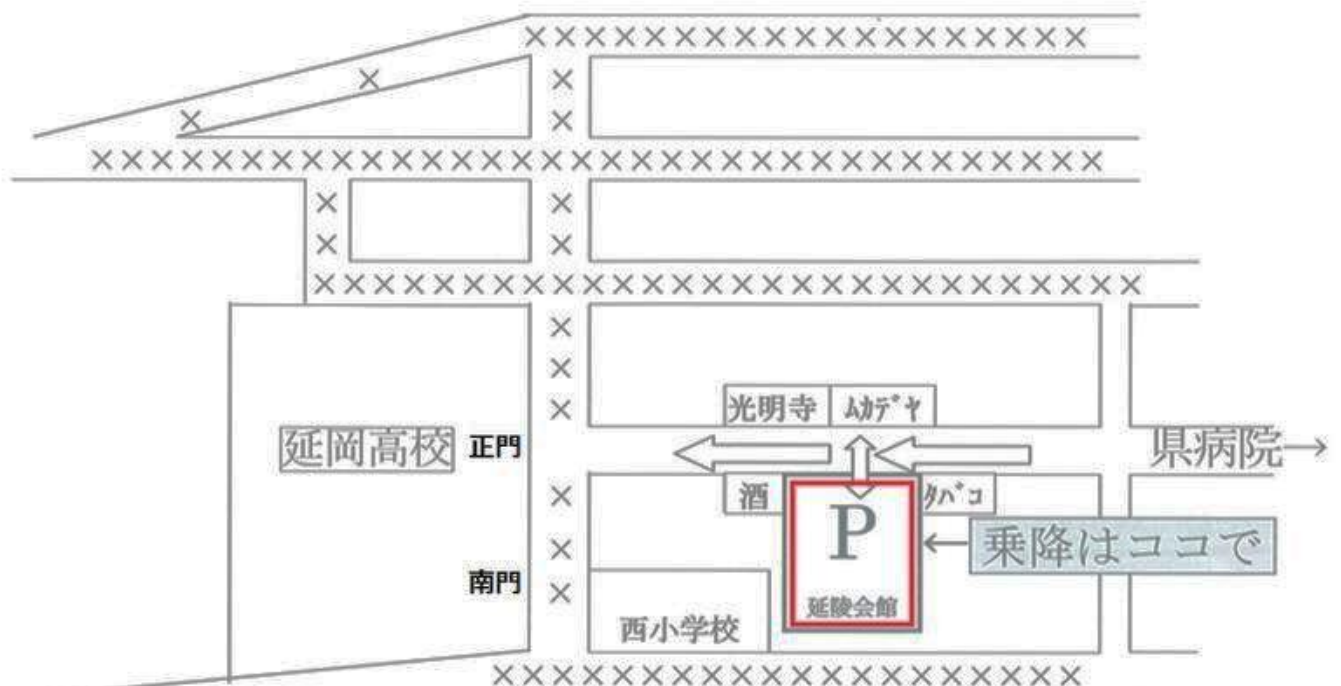 光明寺
ﾑｶﾃﾞﾔ
延岡高校
正門
県病院→
酒
P
ﾀﾊﾞｺ
乗降はココで
南門
延陵会館
西小学校